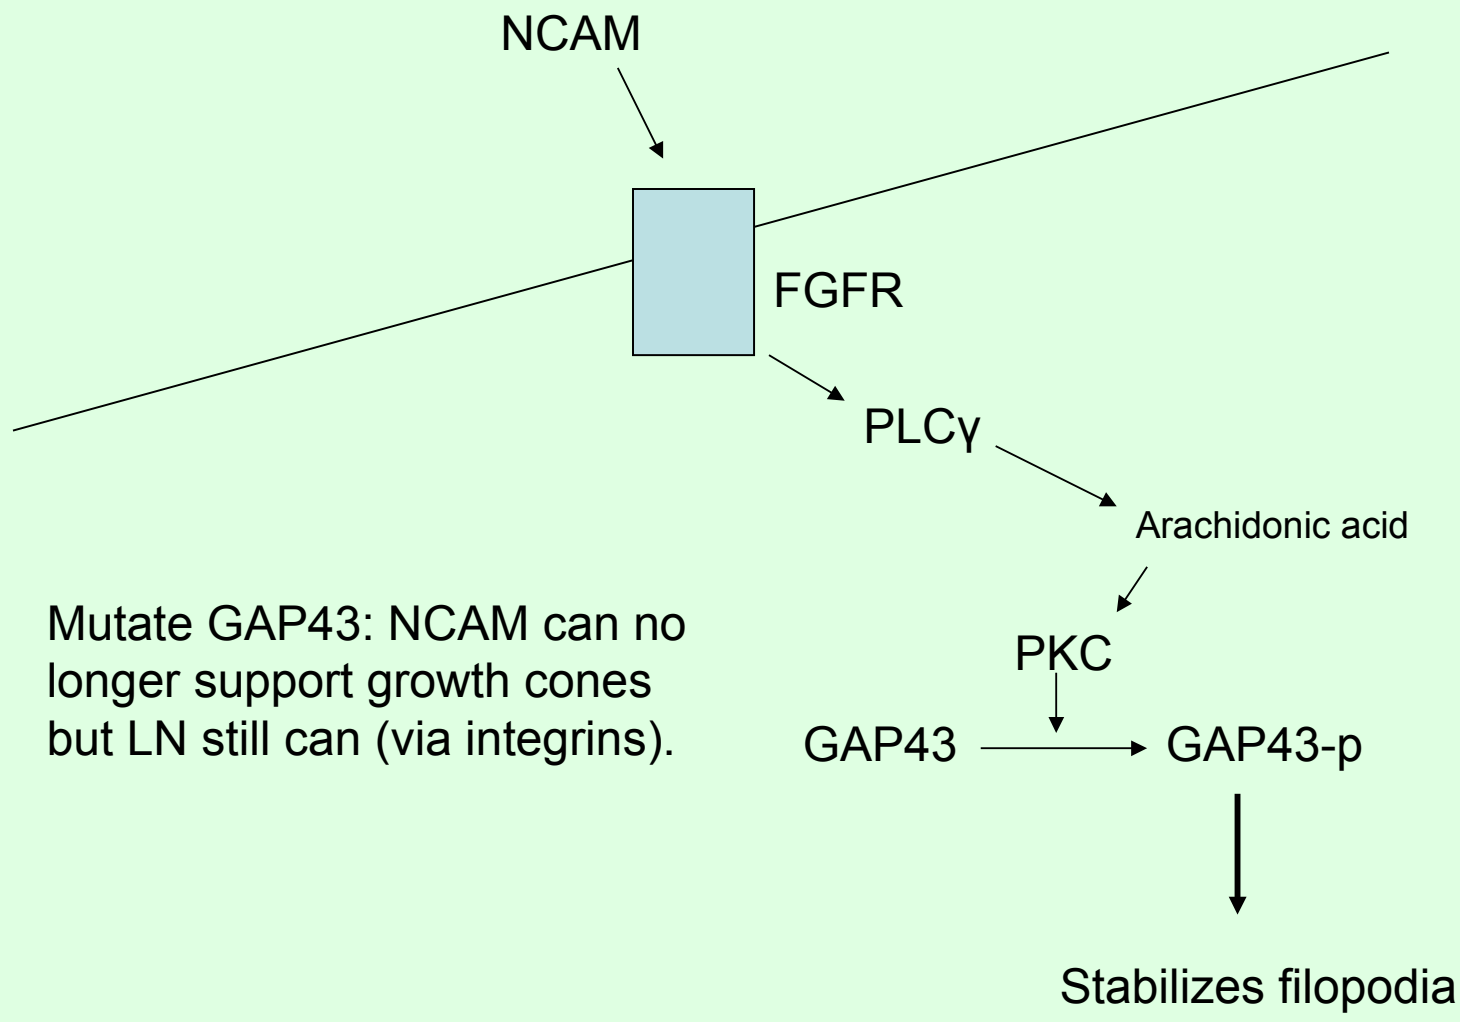 NCAM
FGFR
PLCγ
Arachidonic acid
Mutate GAP43: NCAM can no
longer support growth cones
but LN still can (via integrins).
PKC
GAP43
GAP43-p
Stabilizes filopodia